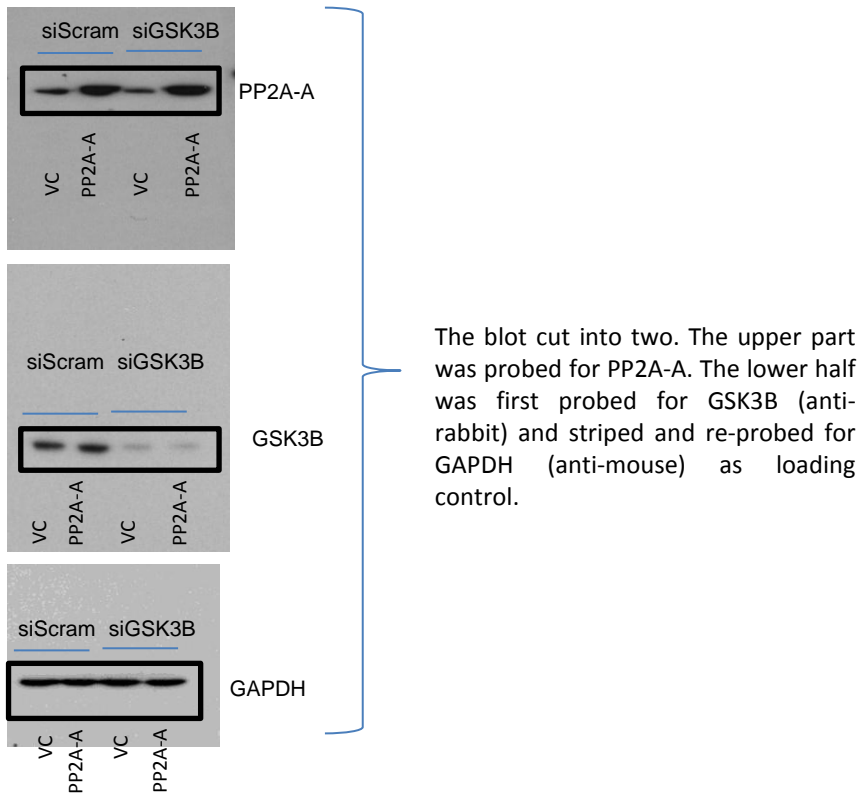 siScram siGSK3B
PP2A-A
VC PP2A-A VC PP2A-A
siScram siGSK3B
GSK3B
VC PP2A-A VC PP2A-A
siScram siGSK3B
GAPDH
VC PP2A-A VC PP2A-A
The blot cut into two. The upper part
was probed for PP2A-A. The lower half
was first probed for GSK3B (anti-
rabbit) and striped and re-probed for
GAPDH (anti-mouse) as loading
control.